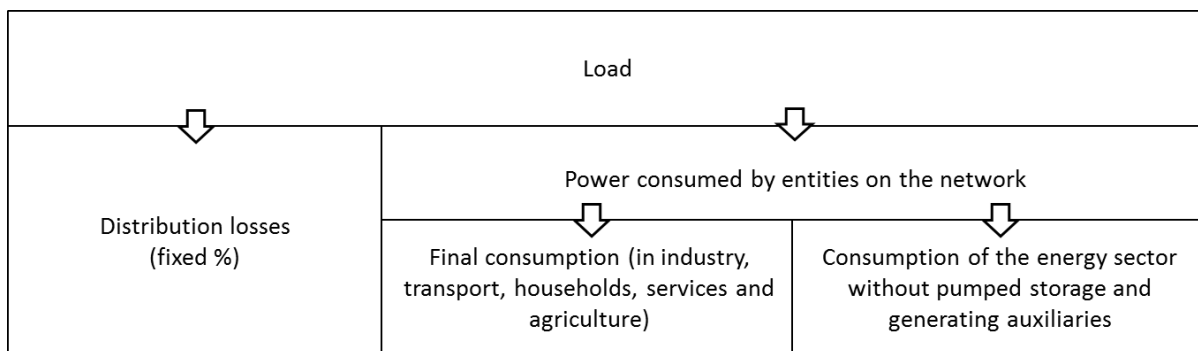 Load
Power consumed by entities on the network
Distribution losses
(fixed %)
Final consumption (in industry,
transport, households, services and
agriculture)
Consumption of the energy sector
without pumped storage and
generating auxiliaries